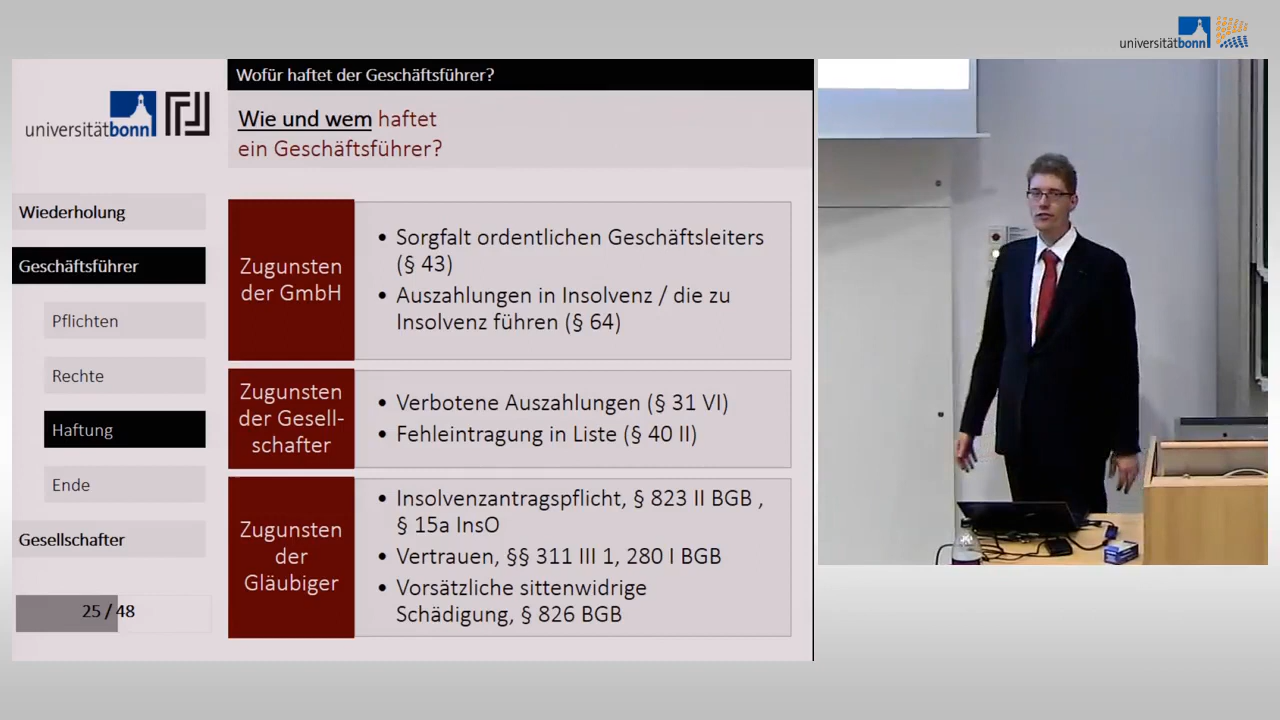 universitätbonn
Wofür haftet der Geschäftsführer?
universitätbonn
Wie und wem haftet
ein Geschäftsführer?
Wiederholung
Geschäftsführer
Pflichten
Rechte
Haftung
Ende
Gesellschafter
25 / 48
Zugunsten
der GmbH
• Sorgfalt ordentlichen Geschäftsleiters
(§ 43)
• Auszahlungen in Insolvenz / die zu
Insolvenz führen (§ 64)
Zugunsten
der Gesell-
schafter
• Verbotene Auszahlungen (§ 31 VI)
• Fehleintragung in Liste (§ 40 II)
Zugunsten
der
Gläubiger
• Insolvenzantragspflicht, § 823 II BGB ,
§ 15a InsO
• Vertrauen, §§ 311 III 1, 280 I BGB
• Vorsätzliche sittenwidrige
Schädigung, § 826 BGB